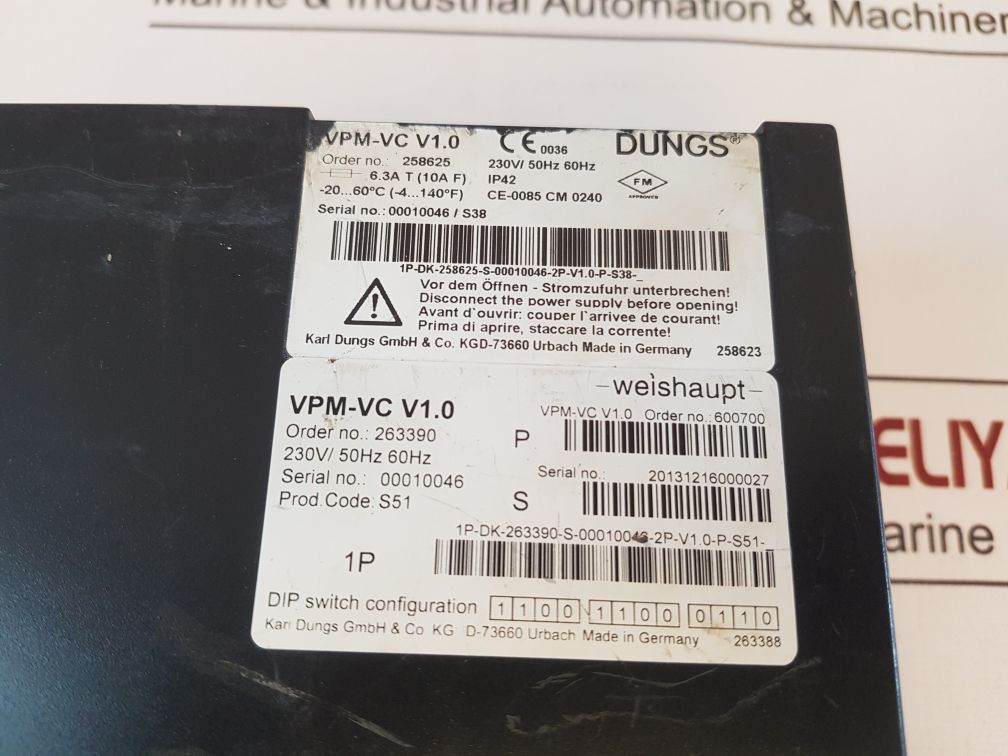 Marine & Industrial Automation & Machiner
VPM-VC V1.0
CE 0036
DUNGS®
Order no.: 258625
230V/ 50Hz 60Hz
6.3A T (10A F)
IP42
FM
APPROVED
-20...60°C (-4...140°F)
CE-0085 CM 0240
Serial no.: 00010046 / S38
1P-DK-258625-S-00010046-2P-V1.0-P-S38-_
Vor dem Öffnen - Stromzufuhr unterbrechen!
Disconnect the power supply before opening!
Avant d`ouvrir: couper l`arrivee de courant!
Prima di aprire, staccare la corrente!
Karl Dungs GmbH & Co. KGD-73660 Urbach Made in Germany 258623
-weishaupt-
VPM-VC V1.0
VPM-VC V1.0 Order no.: 600700
Order no.: 263390
P
230V/ 50Hz 60Hz
Serial no.: 20131216000027
Serial no.: 00010046
Prod.Code: S51
S
1P-DK-263390-S-00010046-2P-V1.0-P-S51-_
1P
DIP switch configuration 1100 1100 0110
Karl Dungs GmbH & Co. KG D-73660 Urbach Made in Germany 263388
ELIY
arine